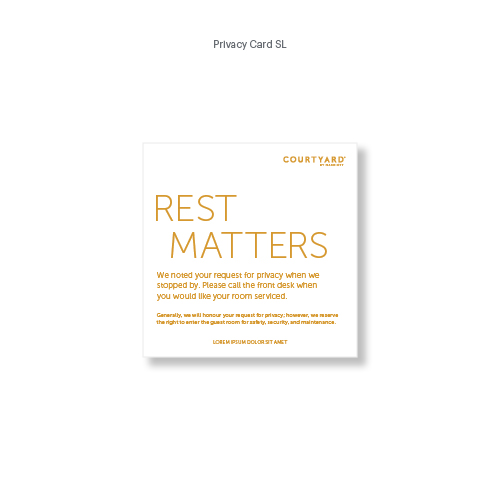 Privacy Card SL
COURTYARD®
BY MARRIOTT
REST
MATTERS
We noted your request for privacy when we
stopped by. Please call the front desk when
you would like your room serviced.
Generally, we will honour your request for privacy; however, we reserve
the right to enter the guest room for safety, security, and maintenance.
LOREM IPSUM DOLOR SIT AMET